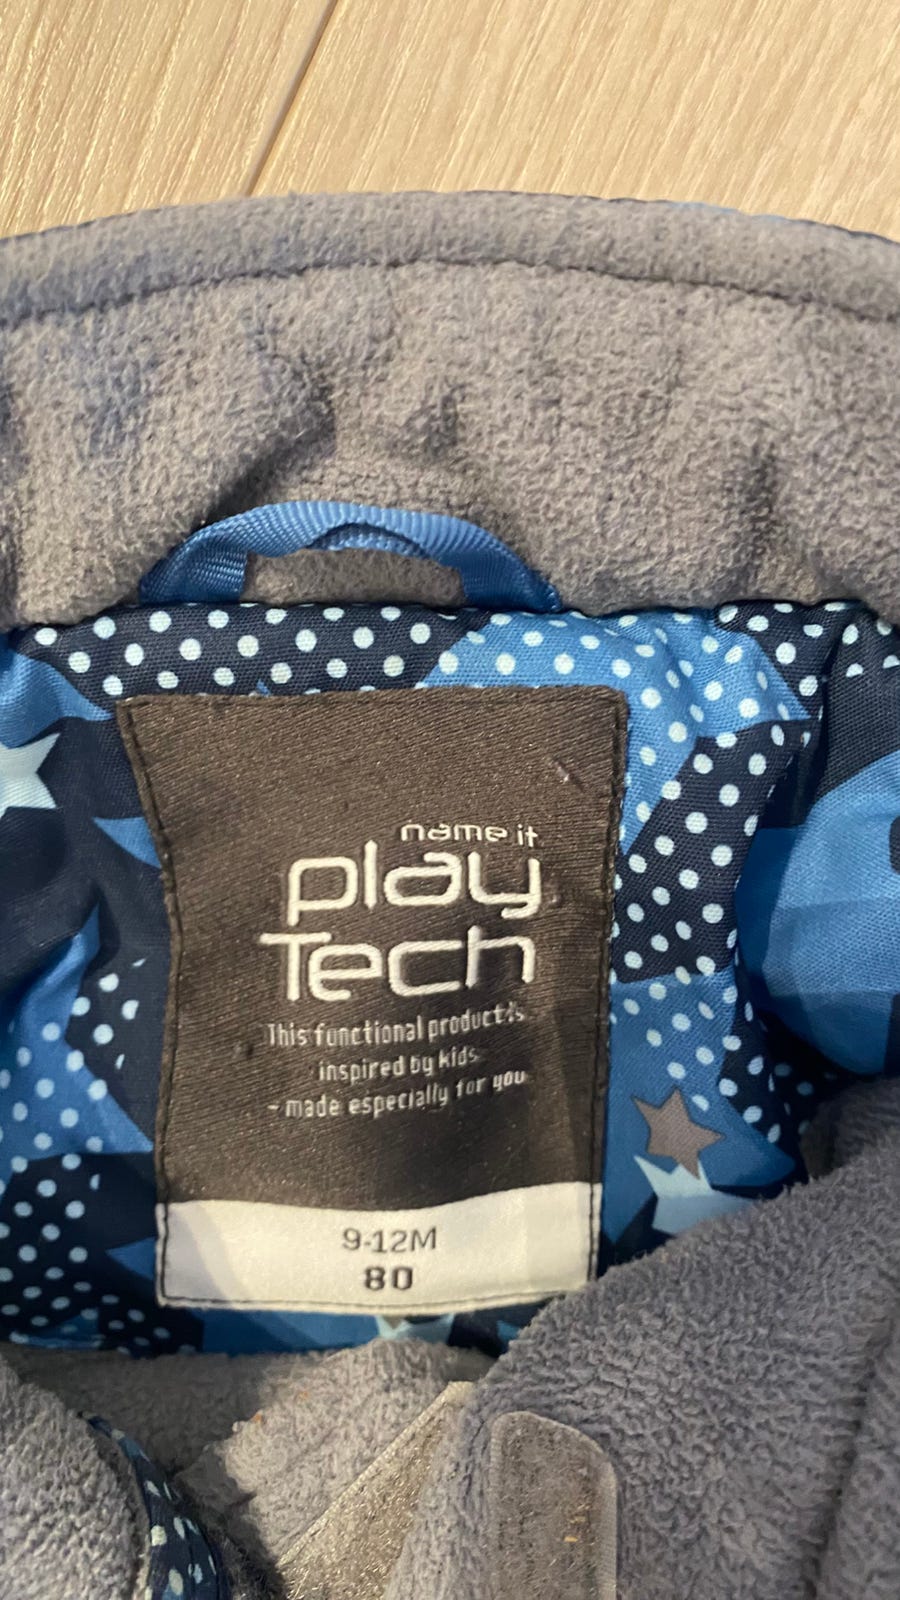 name it
play
Tech
This functional product is
inspired by kids
- made especially for you
9-12M
80